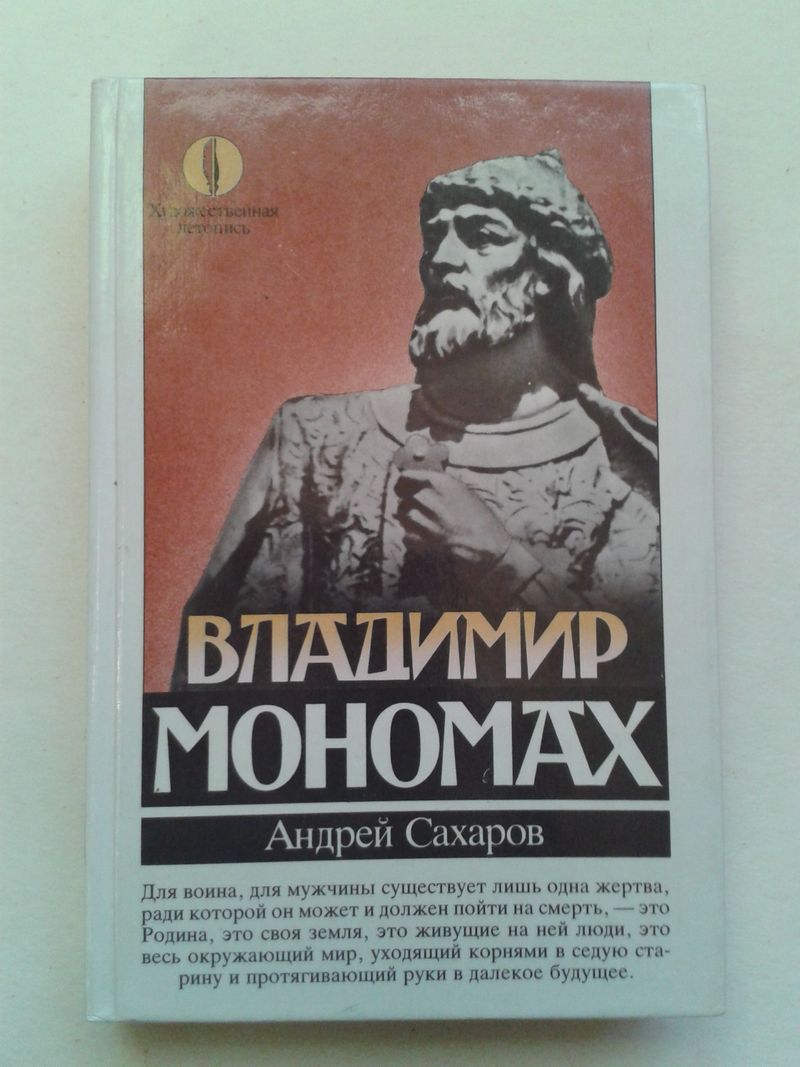 Художественная
летопись
ВЛАДИМИР
МОНОМАХ
Андрей Сахаров
Для воина, для мужчины существует лишь одна жертва,
ради которой он может и должен пойти на смерть, — это
Родина, это своя земля, это живущие на ней люди, это
весь окружающий мир, уходящий корнями в седую ста-
рину и протягивающий руки в далекое будущее.